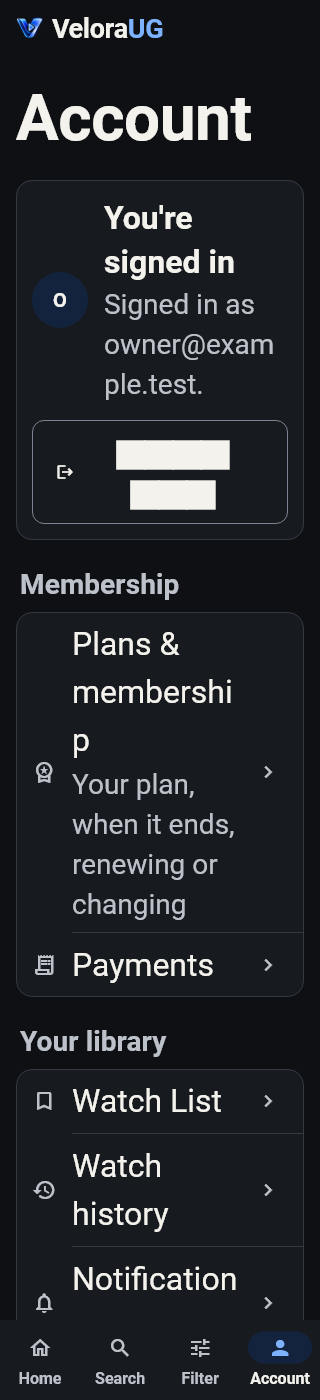 VeloraUG
Account
You're
signed in
O
Signed in as
owner@exam
ple.test.
Membership
Plans &
membershi
p
Your plan,
when it ends,
renewing or
changing
Payments
Your library
Watch List
Watch
history
Notification
Home
Search
Filter
Account